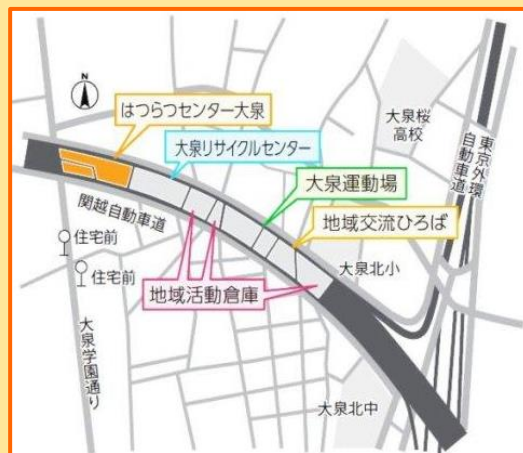 N
はつらつセンター大泉
大泉リサイクルセンター
大泉桜
高校
東京外環
自動車道
大泉運動場
関越自動車道
地域交流ひろば
住宅前
大泉北小
住宅前
地域活動倉庫
大泉学園通り
大泉北中